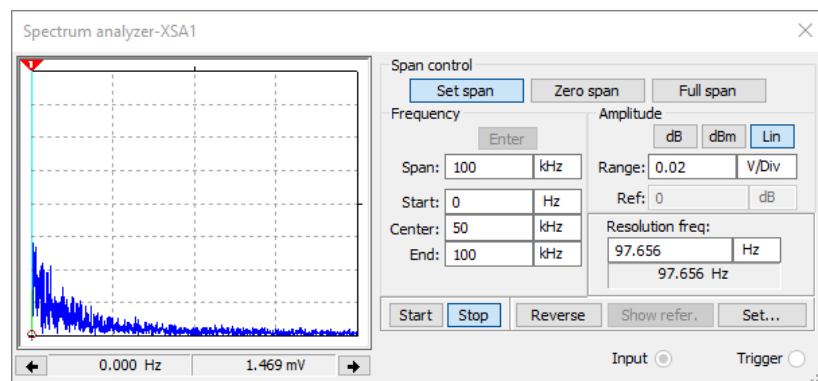 Spectrum analyzer-XSA1
Span control
Set span Zero span Full span
Frequency
Enter
Span: 100 kHz
Start: 0 Hz
Center: 50 kHz
End: 100 kHz
Amplitude
dB dBm Lin
Range: 0.02 V/Div
Ref: 0 dB
Resolution freq:
97.656 Hz
97.656 Hz
Start Stop Reverse Show refer. Set...
0.000 Hz 1.469 mV
Input Trigger